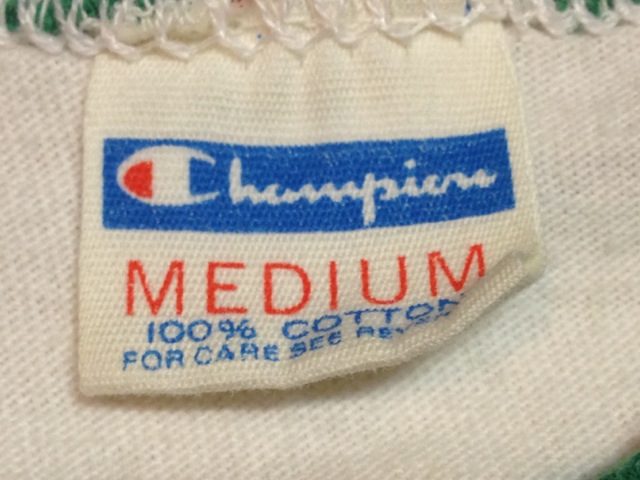 Champion
MEDIUM
100% COTTON
FOR CARE SEE